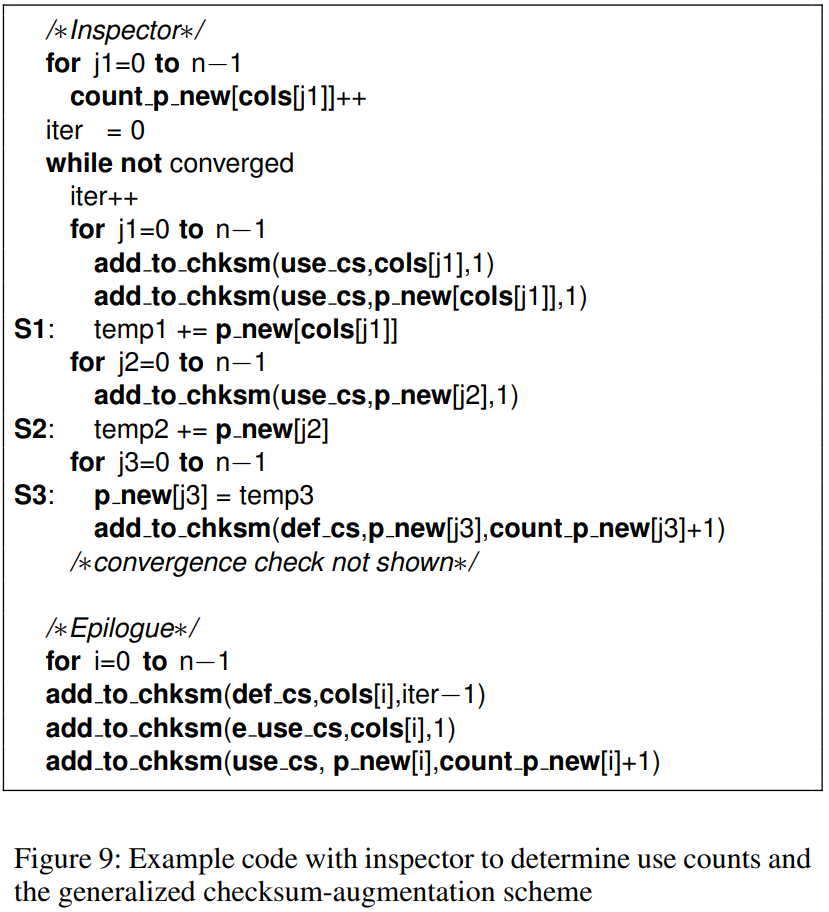 /∗Inspector∗/
for j1=0 to n−1
count_p_new[cols[j1]]++
iter = 0
while not converged
iter++
for j1=0 to n−1
add_to_chksm(use_cs,cols[j1],1)
add_to_chksm(use_cs,p_new[cols[j1]],1)
S1: temp1 += p_new[cols[j1]]
for j2=0 to n−1
add_to_chksm(use_cs,p_new[j2],1)
S2: temp2 += p_new[j2]
for j3=0 to n−1
S3: p_new[j3] = temp3
add_to_chksm(def_cs,p_new[j3],count_p_new[j3]+1)
/∗convergence check not shown∗/
/∗Epilogue∗/
for i=0 to n−1
add_to_chksm(def_cs,cols[i],iter−1)
add_to_chksm(e_use_cs,cols[i],1)
add_to_chksm(use_cs, p_new[i],count_p_new[i]+1)
Figure 9: Example code with inspector to determine use counts and
the generalized checksum-augmentation scheme